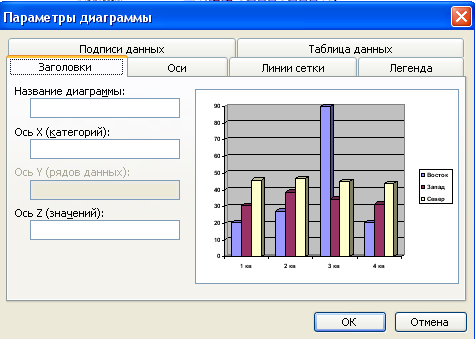 Параметры диаграммы
Подписи данных
Таблица данных
Заголовки
Оси
Линии сетки
Легенда
Название диаграммы:
Ось X (категорий):
Ось Y (рядов данных):
Ось Z (значений):
90
80
70
60
50
40
30
20
10
0
1 кв
2 кв
3 кв
4 кв
Восток
Запад
Север
ОК
Отмена